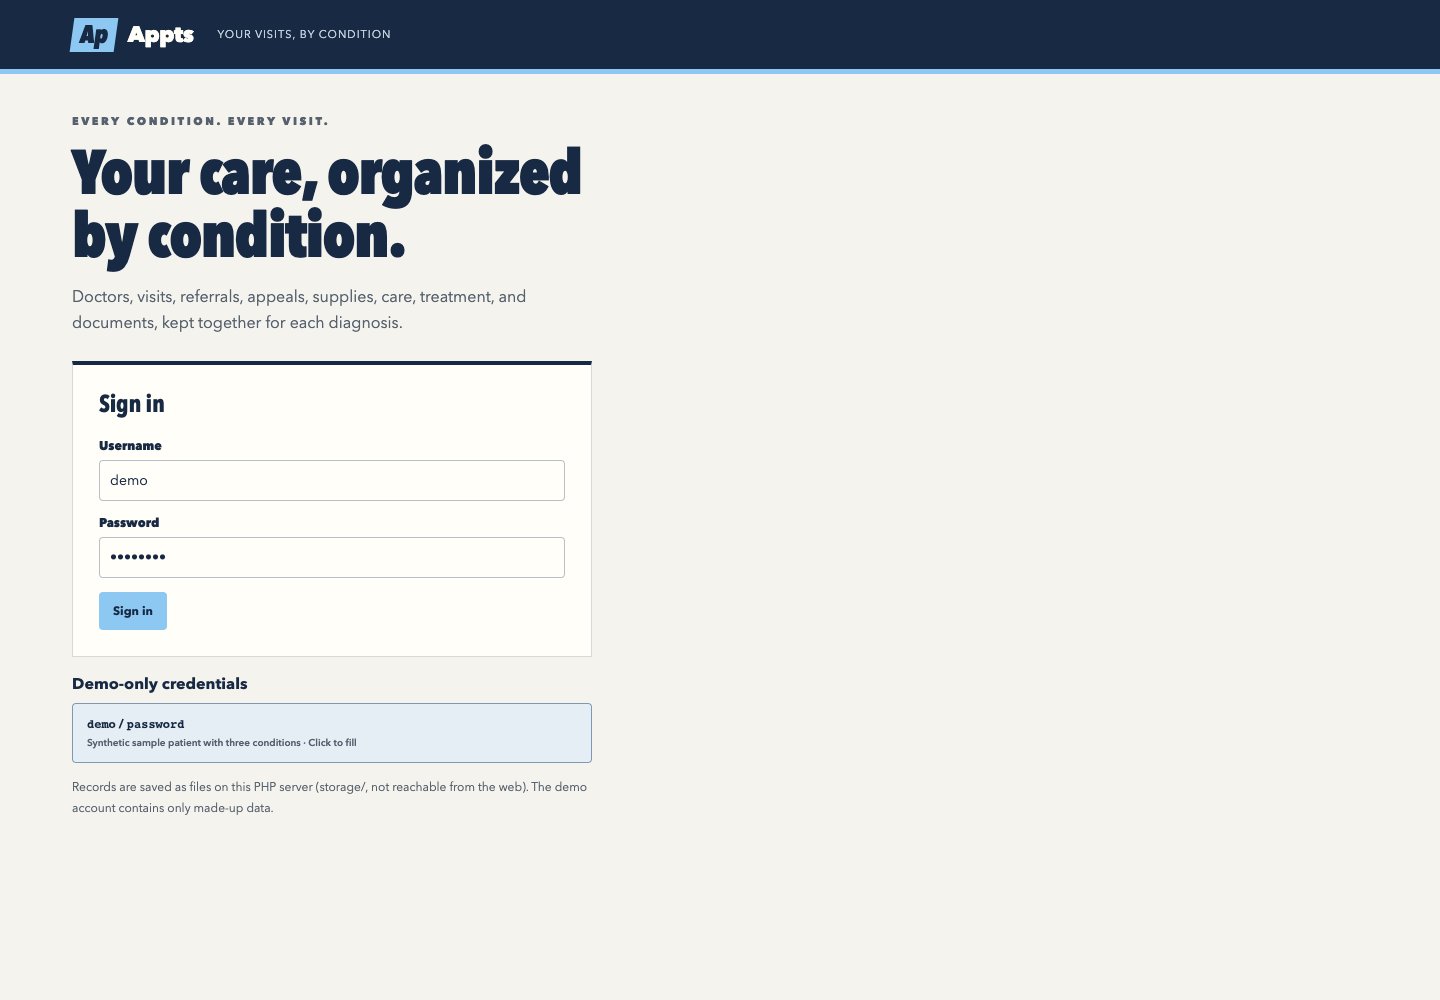 Ap Appts YOUR VISITS, BY CONDITION
EVERY CONDITION. EVERY VISIT.
Your care, organized
by condition.
Doctors, visits, referrals, appeals, supplies, care, treatment, and
documents, kept together for each diagnosis.
Sign in
Username
demo
Password
••••••••
Sign in
Demo-only credentials
demo / password
Synthetic sample patient with three conditions · Click to fill
Records are saved as files on this PHP server (storage/, not reachable from the web). The demo
account contains only made-up data.